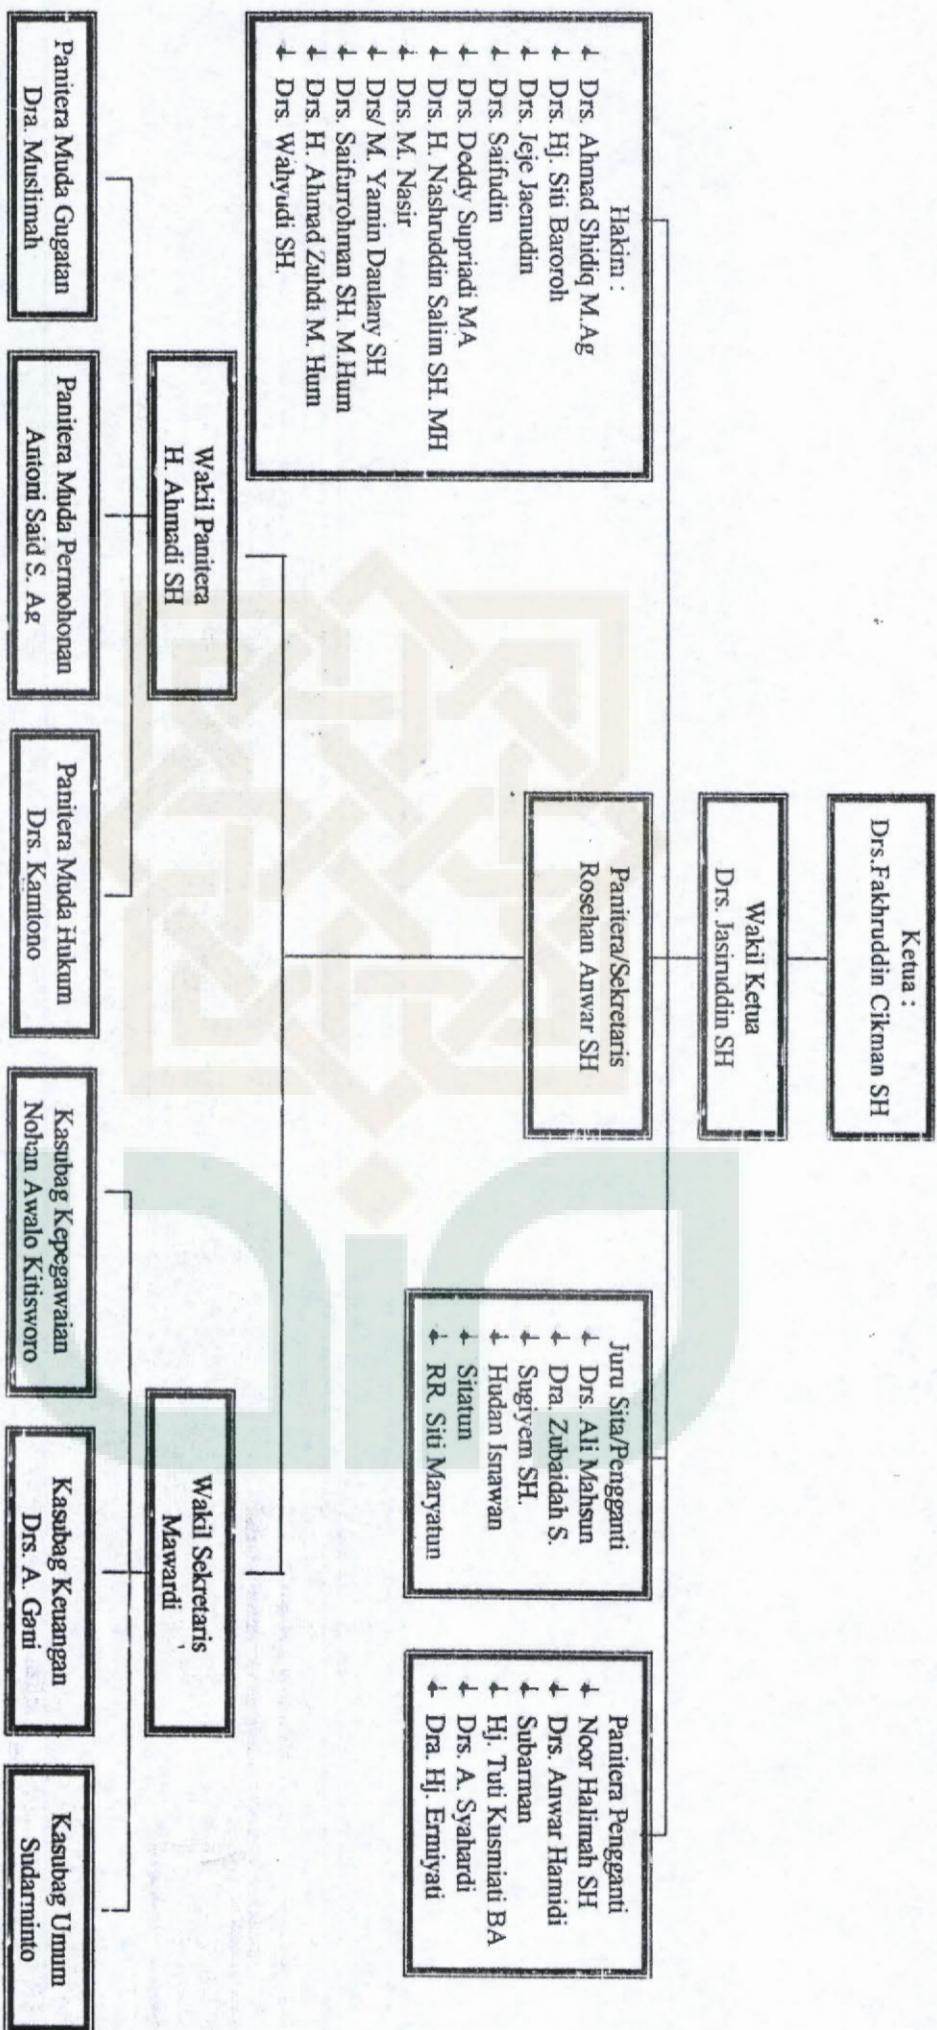 Ketua :
Drs.Fakhruddin Cikman SH
Wakil Ketua
Drs. Jasiruddin SH
Hakim :
Drs. Ahmad Shidiq M.Ag
Drs. Hj. Siti Baroroh
Drs. Jeje Jaenudin
Drs. Saifudin
Drs. Deddy Supriadi MA
Drs. H. Nashruddin Salim SH. MH
Drs. M. Nasir
Drs/ M. Yamin Daulany SH
Drs. Saifurrohman SH. M.Hum
Drs. H. Ahmad Zuhdi M. Hum
Drs. Wahyudi SH.
Panitera/Sekretaris
Rosehan Anwar SH
Juru Sita/Pengganti
Drs. Ali Mahsun
Dra. Zubaidah S.
Sugiyem SH.
Hudan Isnawan
Sitatun
RR. Siti Maryatun
Panitera Pengganti
Noor Halimah SH
Drs. Anwar Hamidi
Subarman
Hj. Tuti Kusmiati BA
Drs. A. Syahardi
Dra. Hj. Ermiyati
Wakil Panitera
H. Ahmadi SH
Wakil Sekretaris
Mawardi
Panitera Muda Gugatan
Dra. Muslimah
Panitera Muda Permohonan
Antoni Said S. Ag
Panitera Muda Hukum
Drs. Kamtono
Kasubag Kepegawaian
Nohan Awalo Kitisworo
Kasubag Keuangan
Drs. A. Gani
Kasubag Umum
Sudarminto